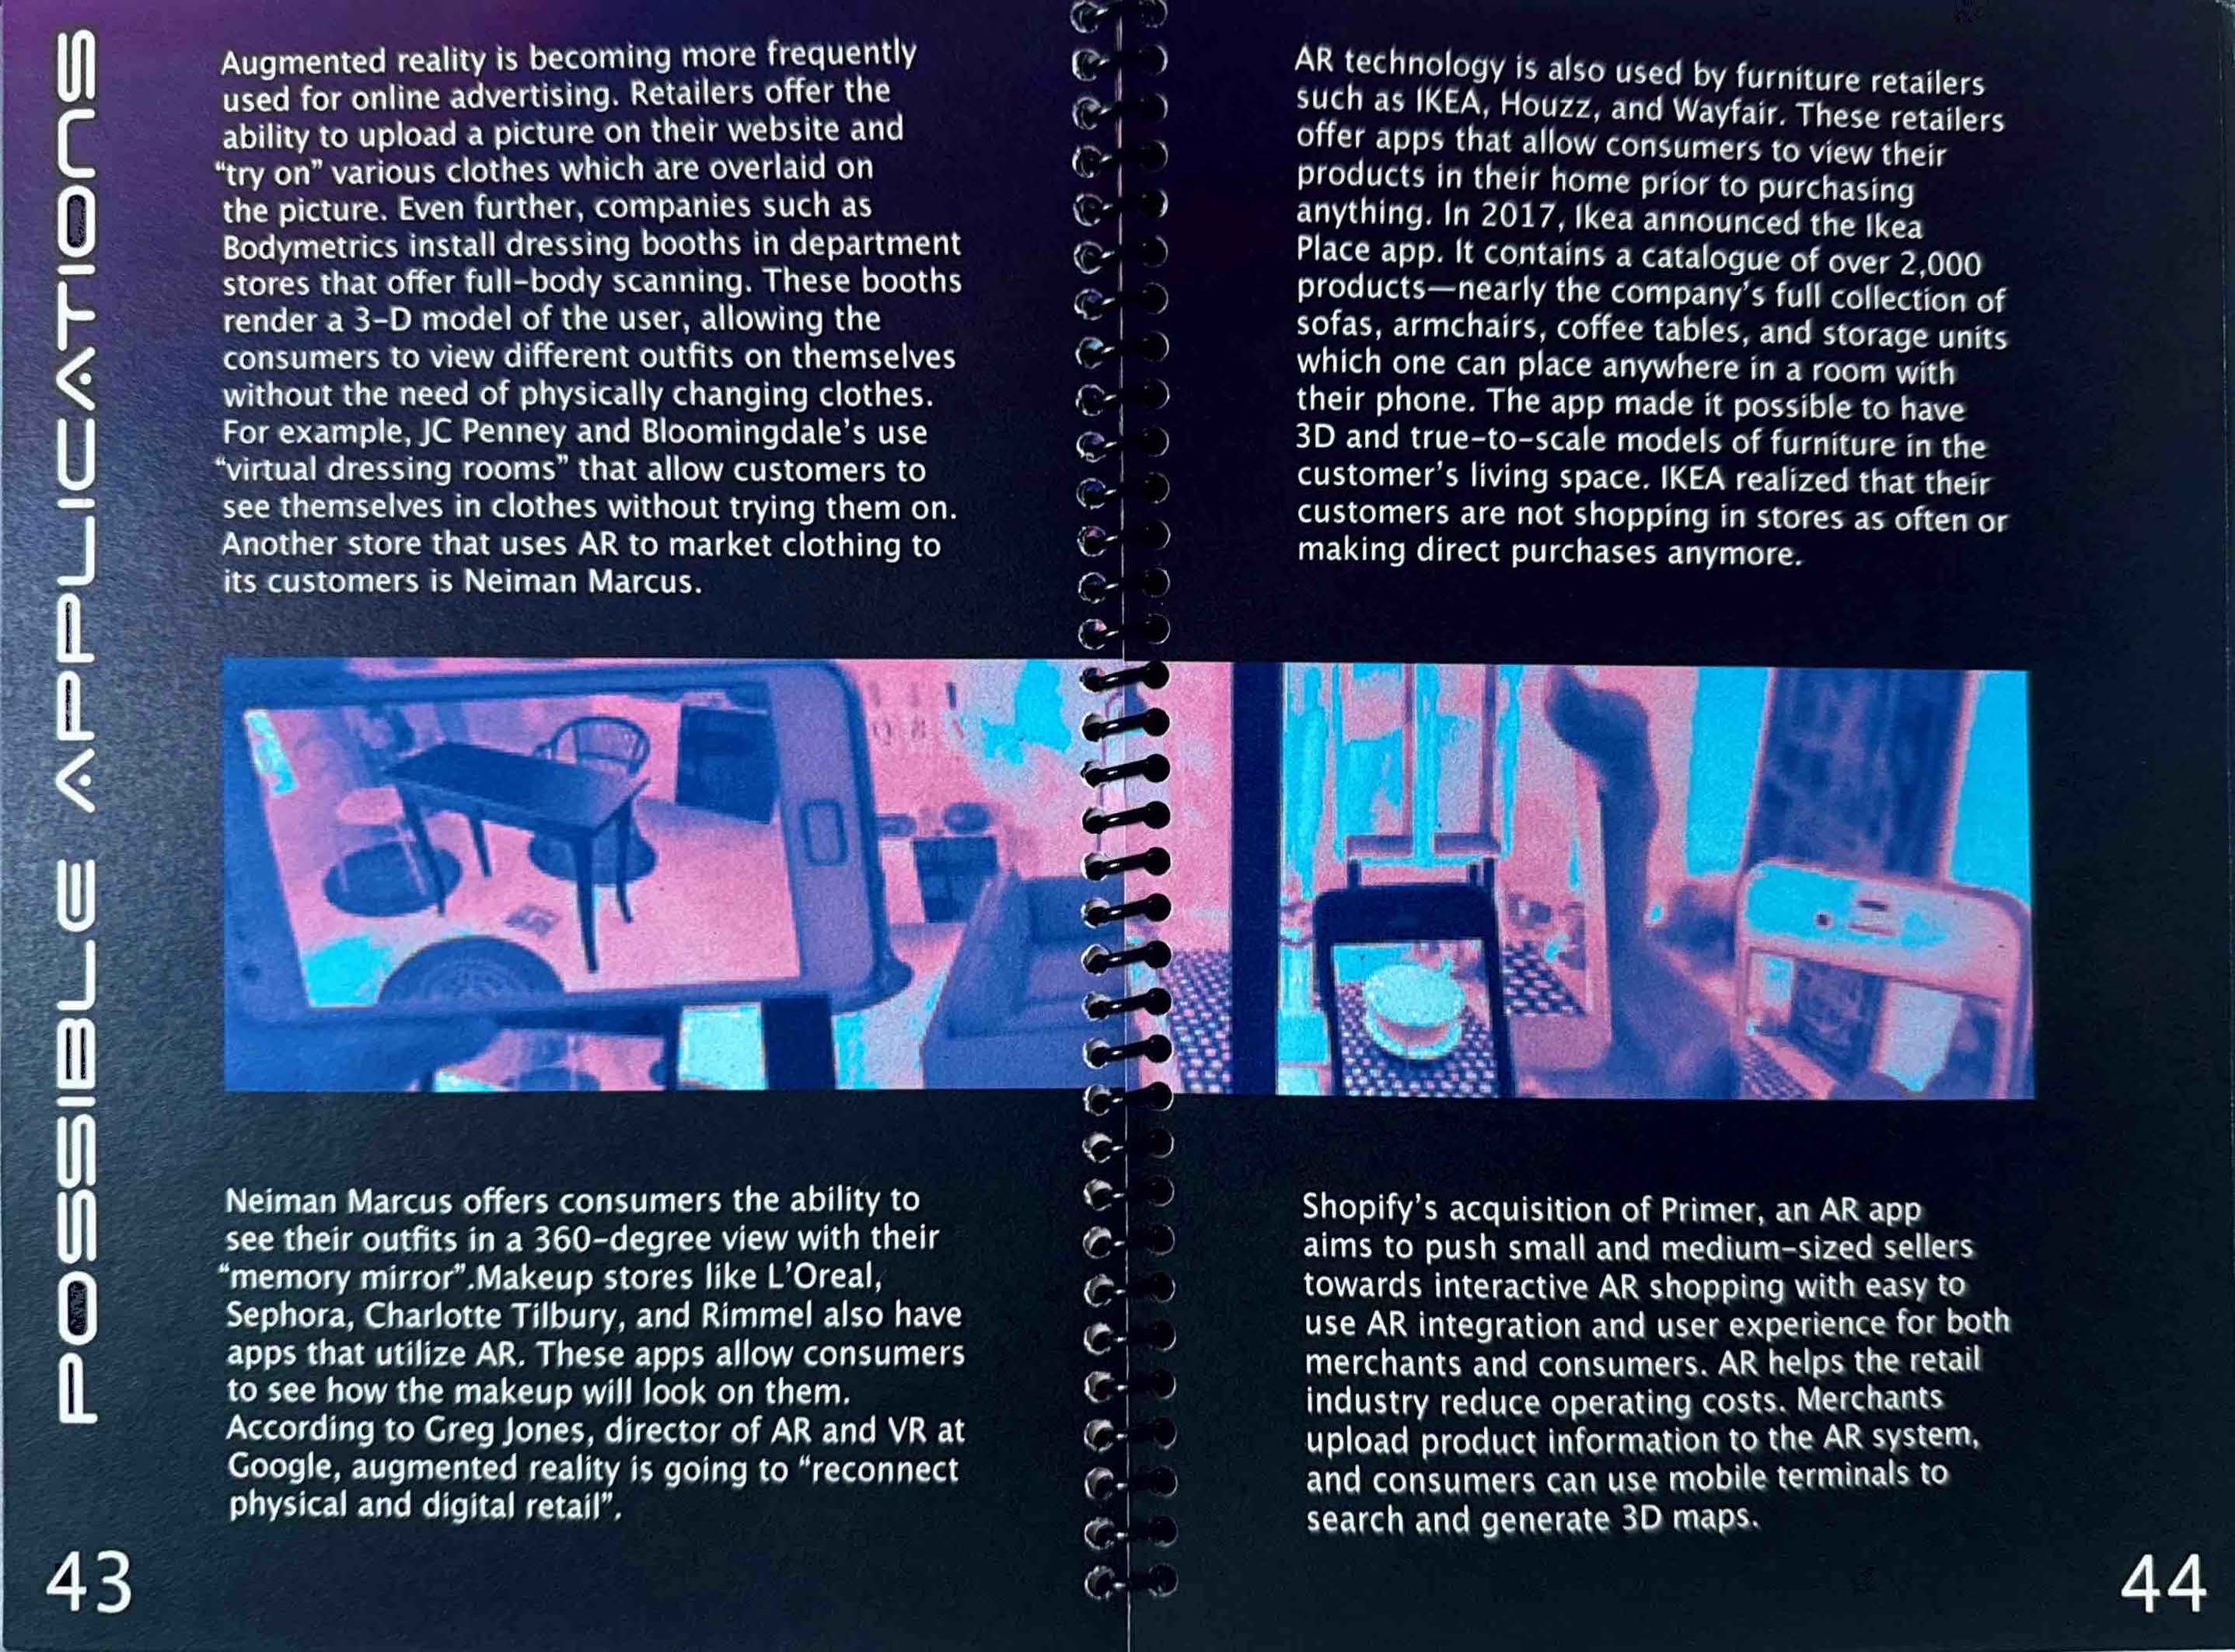 POSSIBLE APPLICATIONS
Augmented reality is becoming more frequently
used for online advertising. Retailers offer the
ability to upload a picture on their website and
“try on” various clothes which are overlaid on
the picture. Even further, companies such as
Bodymetrics install dressing booths in department
stores that offer full-body scanning. These booths
render a 3-D model of the user, allowing the
consumers to view different outfits on themselves
without the need of physically changing clothes.
For example, JC Penney and Bloomingdale’s use
“virtual dressing rooms” that allow customers to
see themselves in clothes without trying them on.
Another store that uses AR to market clothing to
its customers is Neiman Marcus.
Neiman Marcus offers consumers the ability to
see their outfits in a 360-degree view with their
“memory mirror”.Makeup stores like L’Oreal,
Sephora, Charlotte Tilbury, and Rimmel also have
apps that utilize AR. These apps allow consumers
to see how the makeup will look on them.
According to Greg Jones, director of AR and VR at
Google, augmented reality is going to “reconnect
physical and digital retail”.
43
AR technology is also used by furniture retailers
such as IKEA, Houzz, and Wayfair. These retailers
offer apps that allow consumers to view their
products in their home prior to purchasing
anything. In 2017, Ikea announced the Ikea
Place app. It contains a catalogue of over 2,000
products—nearly the company’s full collection of
sofas, armchairs, coffee tables, and storage units
which one can place anywhere in a room with
their phone. The app made it possible to have
3D and true-to-scale models of furniture in the
customer’s living space. IKEA realized that their
customers are not shopping in stores as often or
making direct purchases anymore.
Shopify’s acquisition of Primer, an AR app
aims to push small and medium-sized sellers
towards interactive AR shopping with easy to
use AR integration and user experience for both
merchants and consumers. AR helps the retail
industry reduce operating costs. Merchants
upload product information to the AR system,
and consumers can use mobile terminals to
search and generate 3D maps.
44